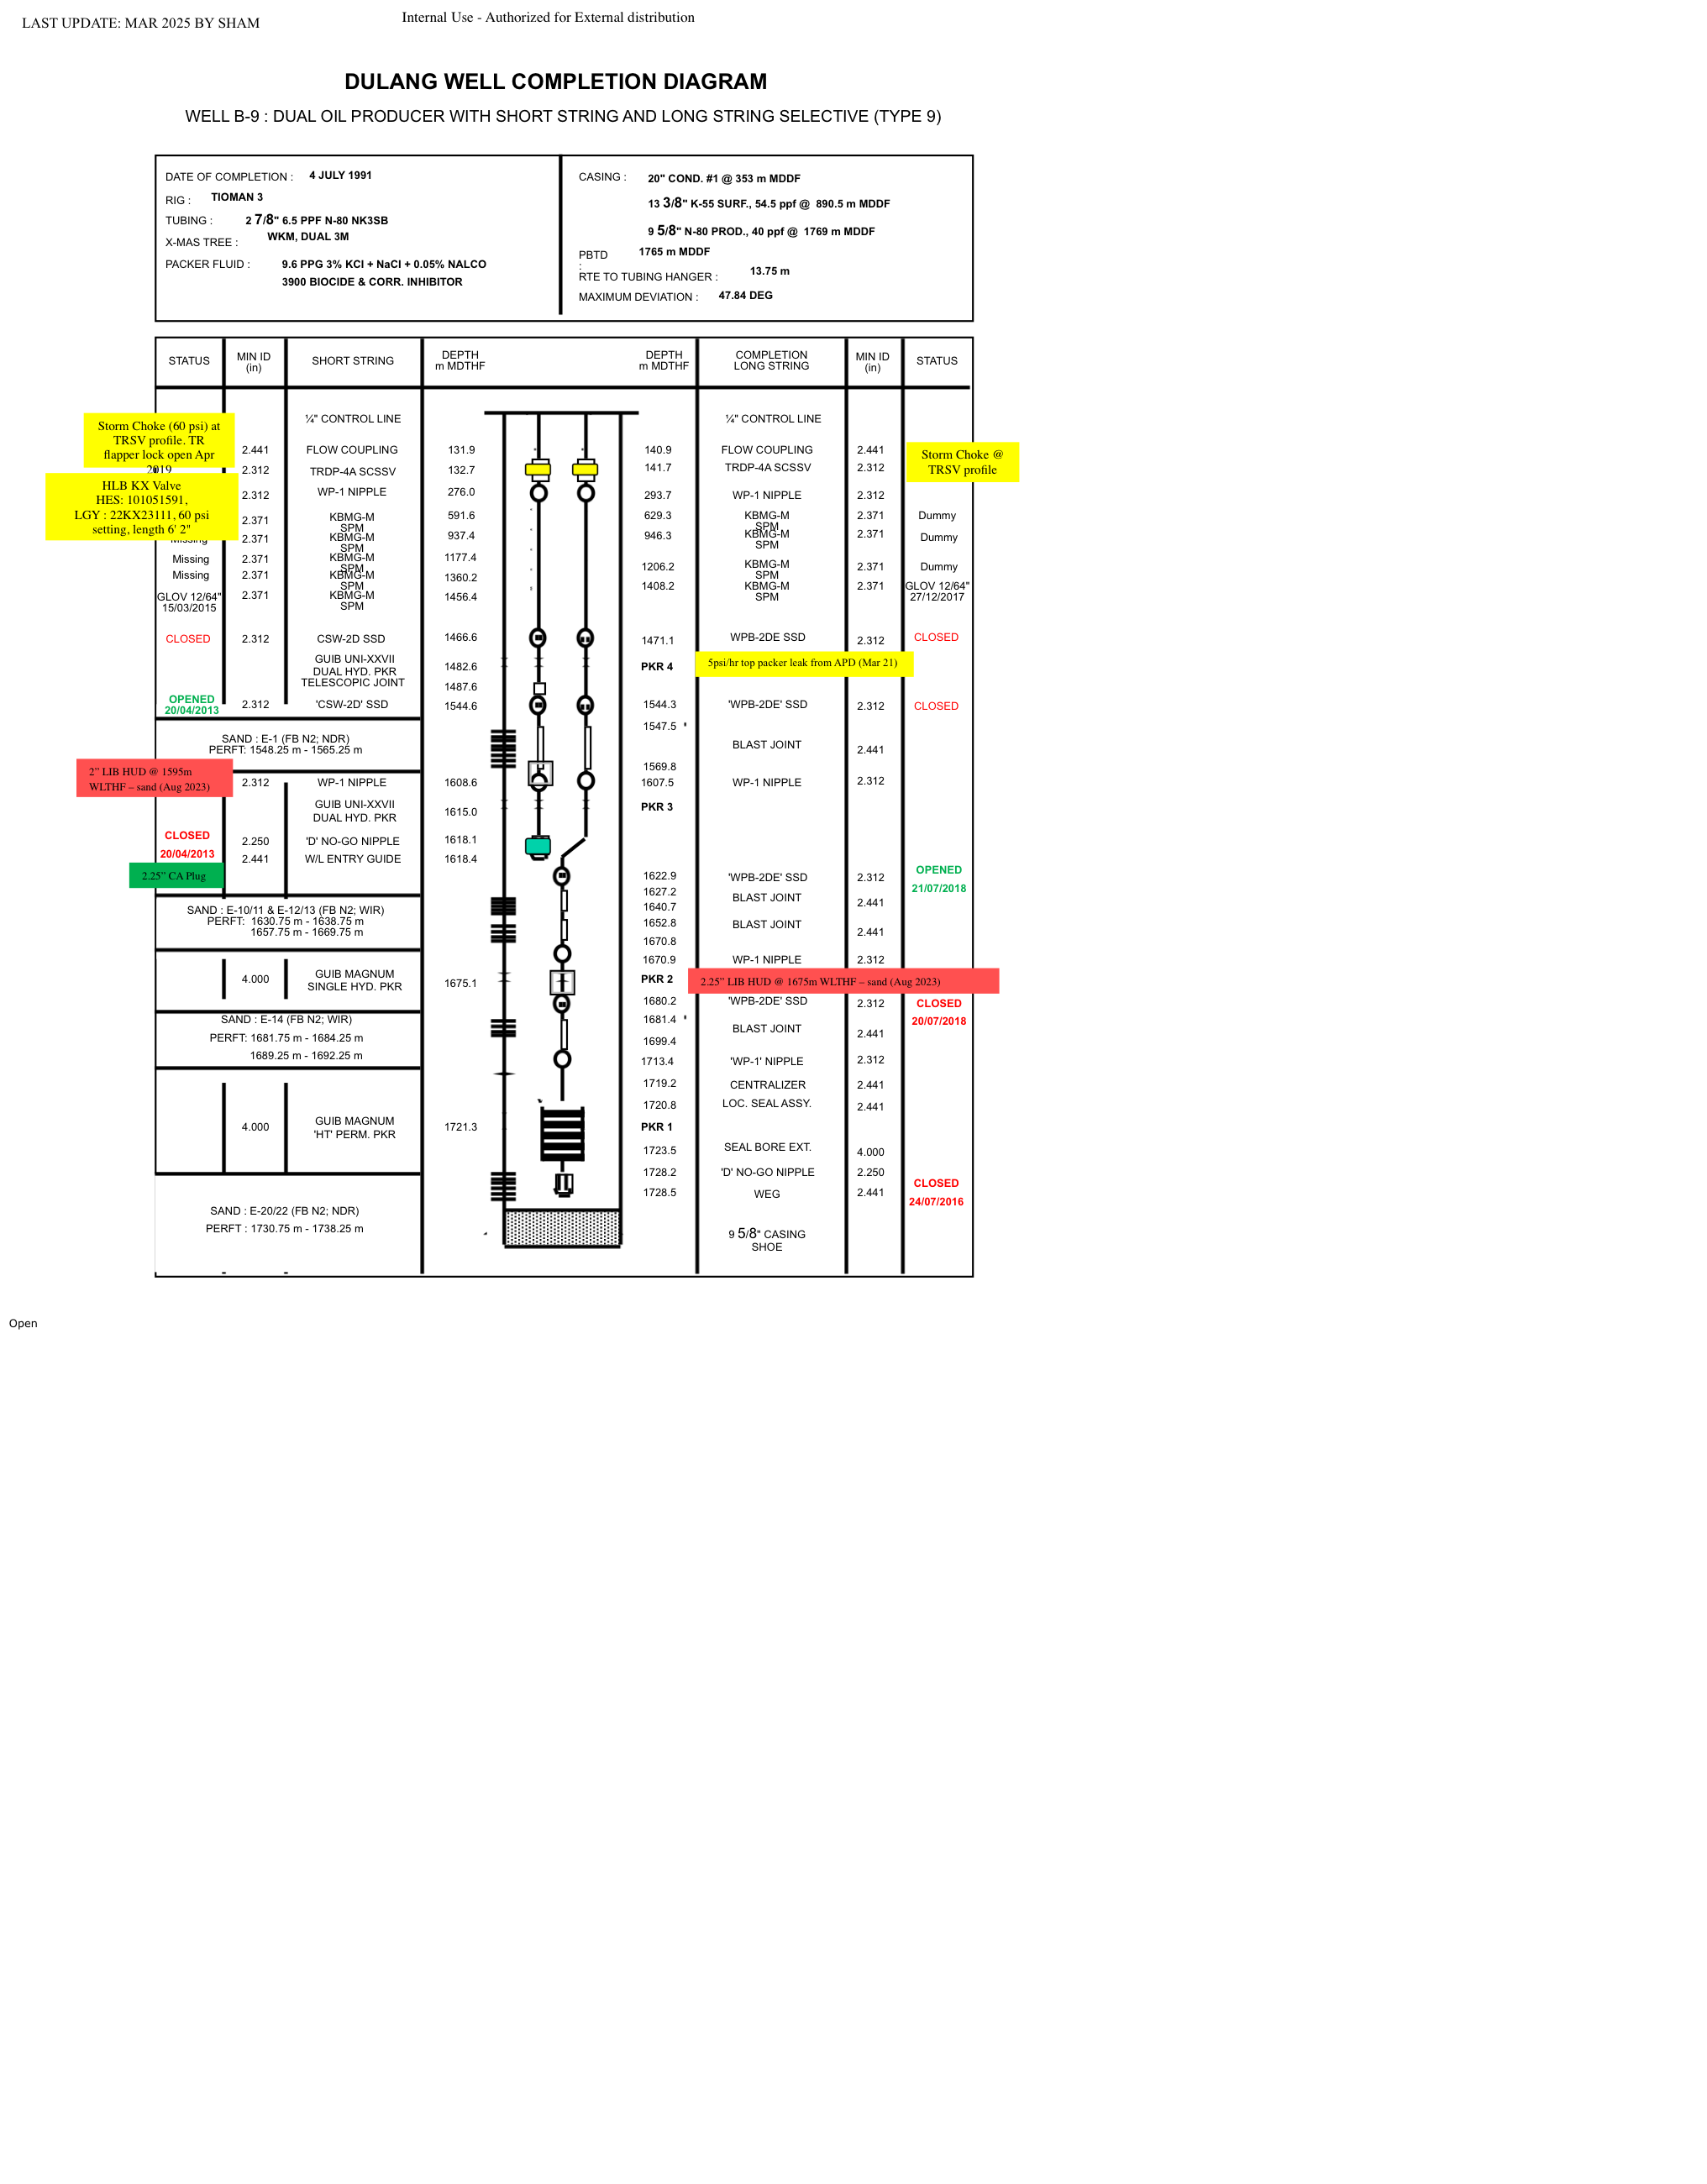 LAST UPDATE: MAR 2025 BY SHAM
Internal Use - Authorized for External distribution
DULANG WELL COMPLETION DIAGRAM
WELL B-9 : DUAL OIL PRODUCER WITH SHORT STRING AND LONG STRING SELECTIVE (TYPE 9)
DATE OF COMPLETION : 4 JULY 1991
RIG : TIOMAN 3
TUBING : 2 7/8" 6.5 PPF N-80 NK3SB
X-MAS TREE : WKM, DUAL 3M
PACKER FLUID : 9.6 PPG 3% KCl + NaCl + 0.05% NALCO
3900 BIOCIDE & CORR. INHIBITOR
CASING : 20" COND. #1 @ 353 m MDDF
13 3/8" K-55 SURF., 54.5 ppf @ 890.5 m MDDF
9 5/8" N-80 PROD., 40 ppf @ 1769 m MDDF
PBTD : 1765 m MDDF
RTE TO TUBING HANGER : 13.75 m
MAXIMUM DEVIATION : 47.84 DEG
STATUS MIN ID (in) SHORT STRING DEPTH m MDTHF DEPTH m MDTHF COMPLETION LONG STRING MIN ID (in) STATUS
¼" CONTROL LINE ¼" CONTROL LINE
Storm Choke (60 psi) at
TRSV profile. TR
flapper lock open Apr
2019
2.441 FLOW COUPLING 131.9 140.9 FLOW COUPLING 2.441
Storm Choke @
TRSV profile
2.312 TRDP-4A SCSSV 132.7 141.7 TRDP-4A SCSSV 2.312
HLB KX Valve
HES: 101051591,
LGY : 22KX23111, 60 psi
setting, length 6' 2"
2.312 WP-1 NIPPLE 276.0 293.7 WP-1 NIPPLE 2.312
2.371 KBMG-M SPM 591.6 629.3 KBMG-M SPM 2.371 Dummy
Missing 2.371 KBMG-M SPM 937.4 946.3 KBMG-M SPM 2.371 Dummy
Missing 2.371 KBMG-M SPM 1177.4 1206.2 KBMG-M SPM 2.371 Dummy
Missing 2.371 KBMG-M SPM 1360.2 1408.2 KBMG-M SPM 2.371 GLOV 12/64" 27/12/2017
GLOV 12/64" 15/03/2015 2.371 KBMG-M SPM 1456.4
CLOSED 2.312 CSW-2D SSD 1466.6 1471.1 WPB-2DE SSD 2.312 CLOSED
GUIB UNI-XXVII
DUAL HYD. PKR 1482.6 PKR 4 5psi/hr top packer leak from APD (Mar 21)
TELESCOPIC JOINT 1487.6
OPENED
20/04/2013 2.312 'CSW-2D' SSD 1544.6 1544.3 'WPB-2DE' SSD 2.312 CLOSED
1547.5
SAND : E-1 (FB N2; NDR)
PERFT: 1548.25 m - 1565.25 m
BLAST JOINT 2.441
1569.8
2” LIB HUD @ 1595m
WLTHF – sand (Aug 2023)
2.312 WP-1 NIPPLE 1608.6 1607.5 WP-1 NIPPLE 2.312
GUIB UNI-XXVII
DUAL HYD. PKR 1615.0 PKR 3
CLOSED
20/04/2013
2.250 'D' NO-GO NIPPLE 1618.1
2.441 W/L ENTRY GUIDE 1618.4
2.25” CA Plug
1622.9 'WPB-2DE' SSD 2.312 OPENED
21/07/2018
1627.2
BLAST JOINT 2.441
1640.7
SAND : E-10/11 & E-12/13 (FB N2; WIR)
PERFT: 1630.75 m - 1638.75 m
1657.75 m - 1669.75 m
1652.8 BLAST JOINT 2.441
1670.8
1670.9 WP-1 NIPPLE 2.312
4.000 GUIB MAGNUM
SINGLE HYD. PKR 1675.1 PKR 2 2.25” LIB HUD @ 1675m WLTHF – sand (Aug 2023)
1680.2 'WPB-2DE' SSD 2.312 CLOSED
20/07/2018
SAND : E-14 (FB N2; WIR)
PERFT: 1681.75 m - 1684.25 m
1689.25 m - 1692.25 m
1681.4
BLAST JOINT 2.441
1699.4
1713.4 'WP-1' NIPPLE 2.312
1719.2 CENTRALIZER 2.441
1720.8 LOC. SEAL ASSY. 2.441
4.000 GUIB MAGNUM
'HT' PERM. PKR 1721.3 PKR 1
1723.5 SEAL BORE EXT. 4.000
1728.2 'D' NO-GO NIPPLE 2.250
CLOSED
24/07/2016
1728.5 WEG 2.441
SAND : E-20/22 (FB N2; NDR)
PERFT : 1730.75 m - 1738.25 m
9 5/8" CASING
SHOE
Open